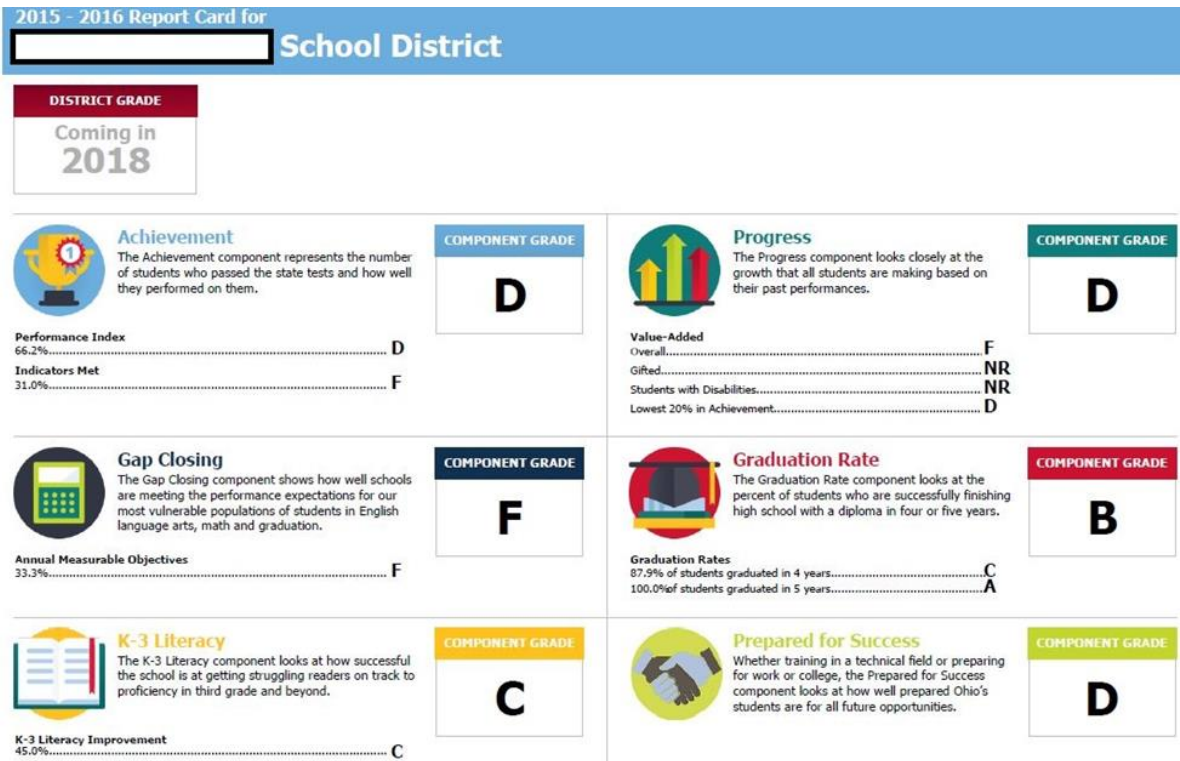 2015 - 2016 Report Card for
School District
DISTRICT GRADE
Coming in
2018
Achievement
The Achievement component represents the number
of students who passed the state tests and how well
they performed on them.
COMPONENT GRADE
D
Performance Index
66.2%........................................................................................ D
Indicators Met
31.0%........................................................................................ F
Progress
The Progress component looks closely at the
growth that all students are making based on
their past performances.
COMPONENT GRADE
D
Value-Added
Overall........................................................................................F
Gifted........................................................................................ NR
Students with Disabilities............................................................ NR
Lowest 20% in Achievement....................................................... D
Gap Closing
The Gap Closing component shows how well schools
are meeting the performance expectations for our
most vulnerable populations of students in English
language arts, math and graduation.
COMPONENT GRADE
F
Annual Measurable Objectives
33.3%........................................................................................ F
Graduation Rate
The Graduation Rate component looks at the
percent of students who are successfully finishing
high school with a diploma in four or five years.
COMPONENT GRADE
B
Graduation Rates
87.9% of students graduated in 4 years........................................C
100.0%of students graduated in 5 years........................................A
K-3 Literacy
The K-3 Literacy component looks at how successful
the school is at getting struggling readers on track to
proficiency in third grade and beyond.
COMPONENT GRADE
C
K-3 Literacy Improvement
45.0%........................................................................................ C
Prepared for Success
Whether training in a technical field or preparing
for work or college, the Prepared for Success
component looks at how well prepared Ohio's
students are for all future opportunities.
COMPONENT GRADE
D
1